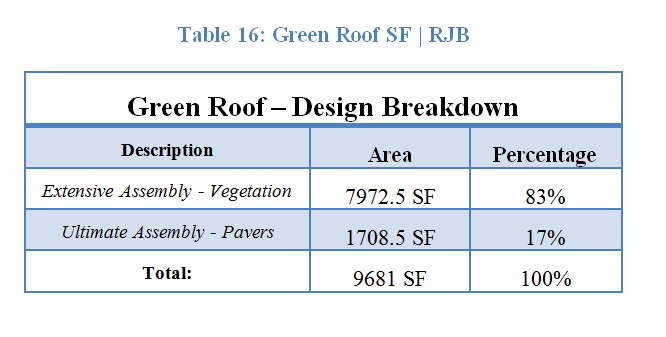 Table 16: Green Roof SF | RJB
Green Roof – Design Breakdown
Description Area Percentage
Extensive Assembly - Vegetation 7972.5 SF 83%
Ultimate Assembly - Pavers 1708.5 SF 17%
Total: 9681 SF 100%